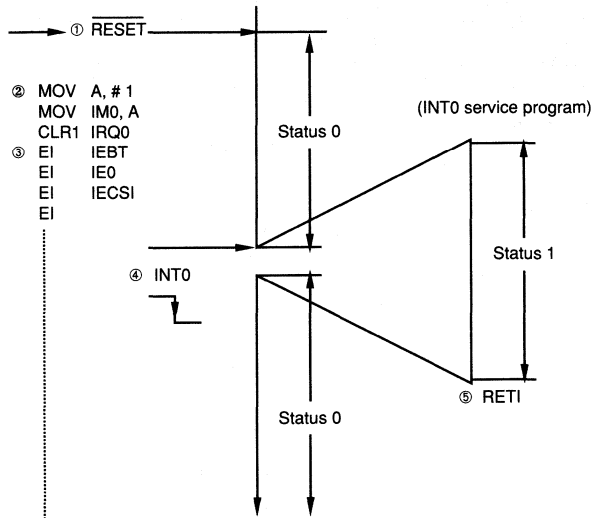 ① RESET
② MOV A, # 1
MOV IM0, A
CLR1 IRQ0
③ EI IEBT
EI IE0
EI IECSI
EI
Status 0
(INT0 service program)
Status 1
④ INT0
⑤ RETI
Status 0